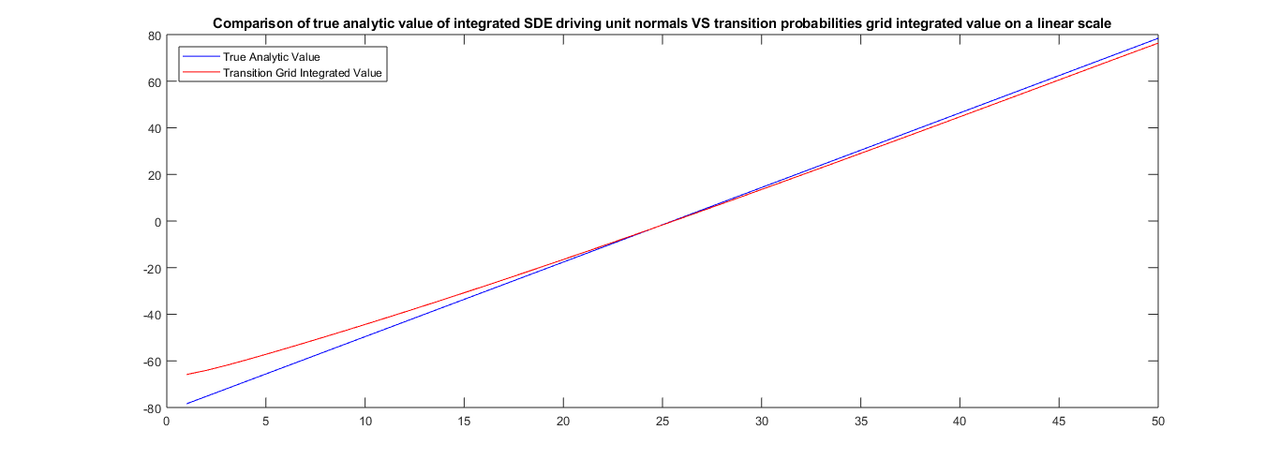 Comparison of true analytic value of integrated SDE driving unit normals VS transition probabilities grid integrated value on a linear scale
True Analytic Value
Transition Grid Integrated Value
80
60
40
20
0
-20
-40
-60
-80
0 5 10 15 20 25 30 35 40 45 50